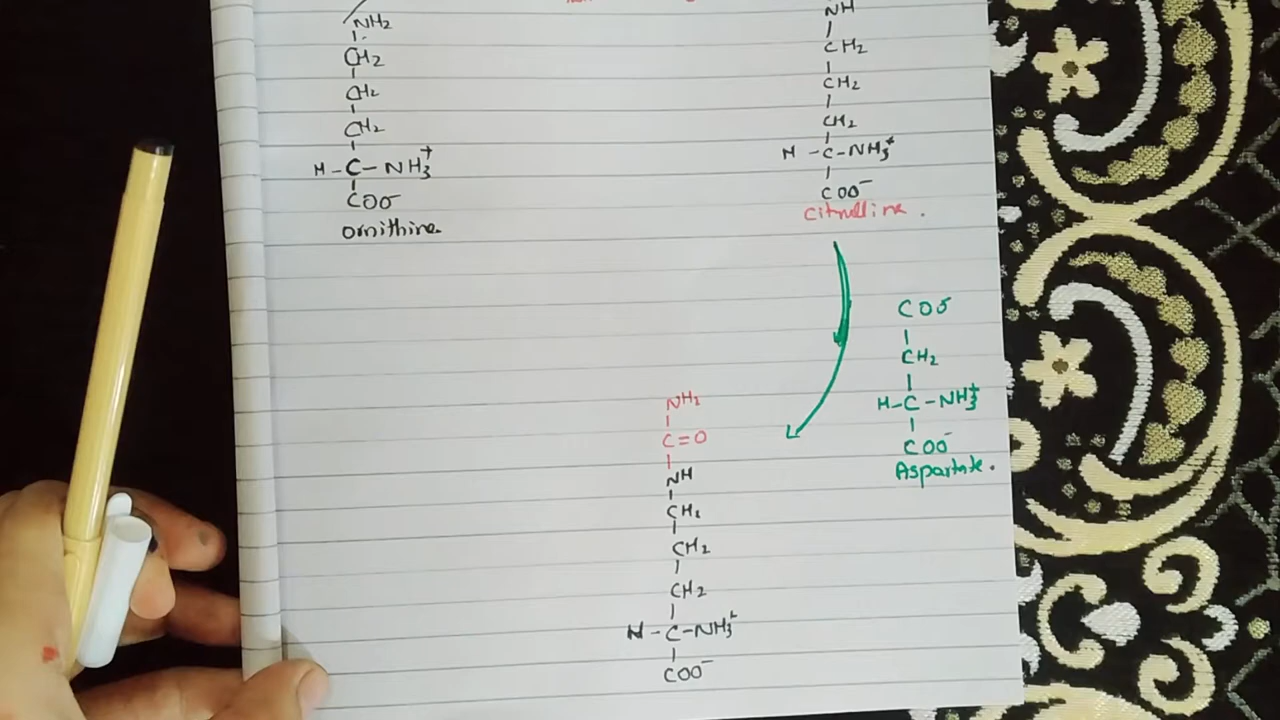 NH2
CH2
CH2
CH2
H-C-NH3+
COO-
ornithine
NH
CH2
CH2
CH2
H-C-NH3+
COO-
citrulline.
COO-
CH2
H-C-NH3+
COO-
Aspartate.
NH2
C=O
NH
CH2
CH2
CH2
H-C-NH3+
COO-